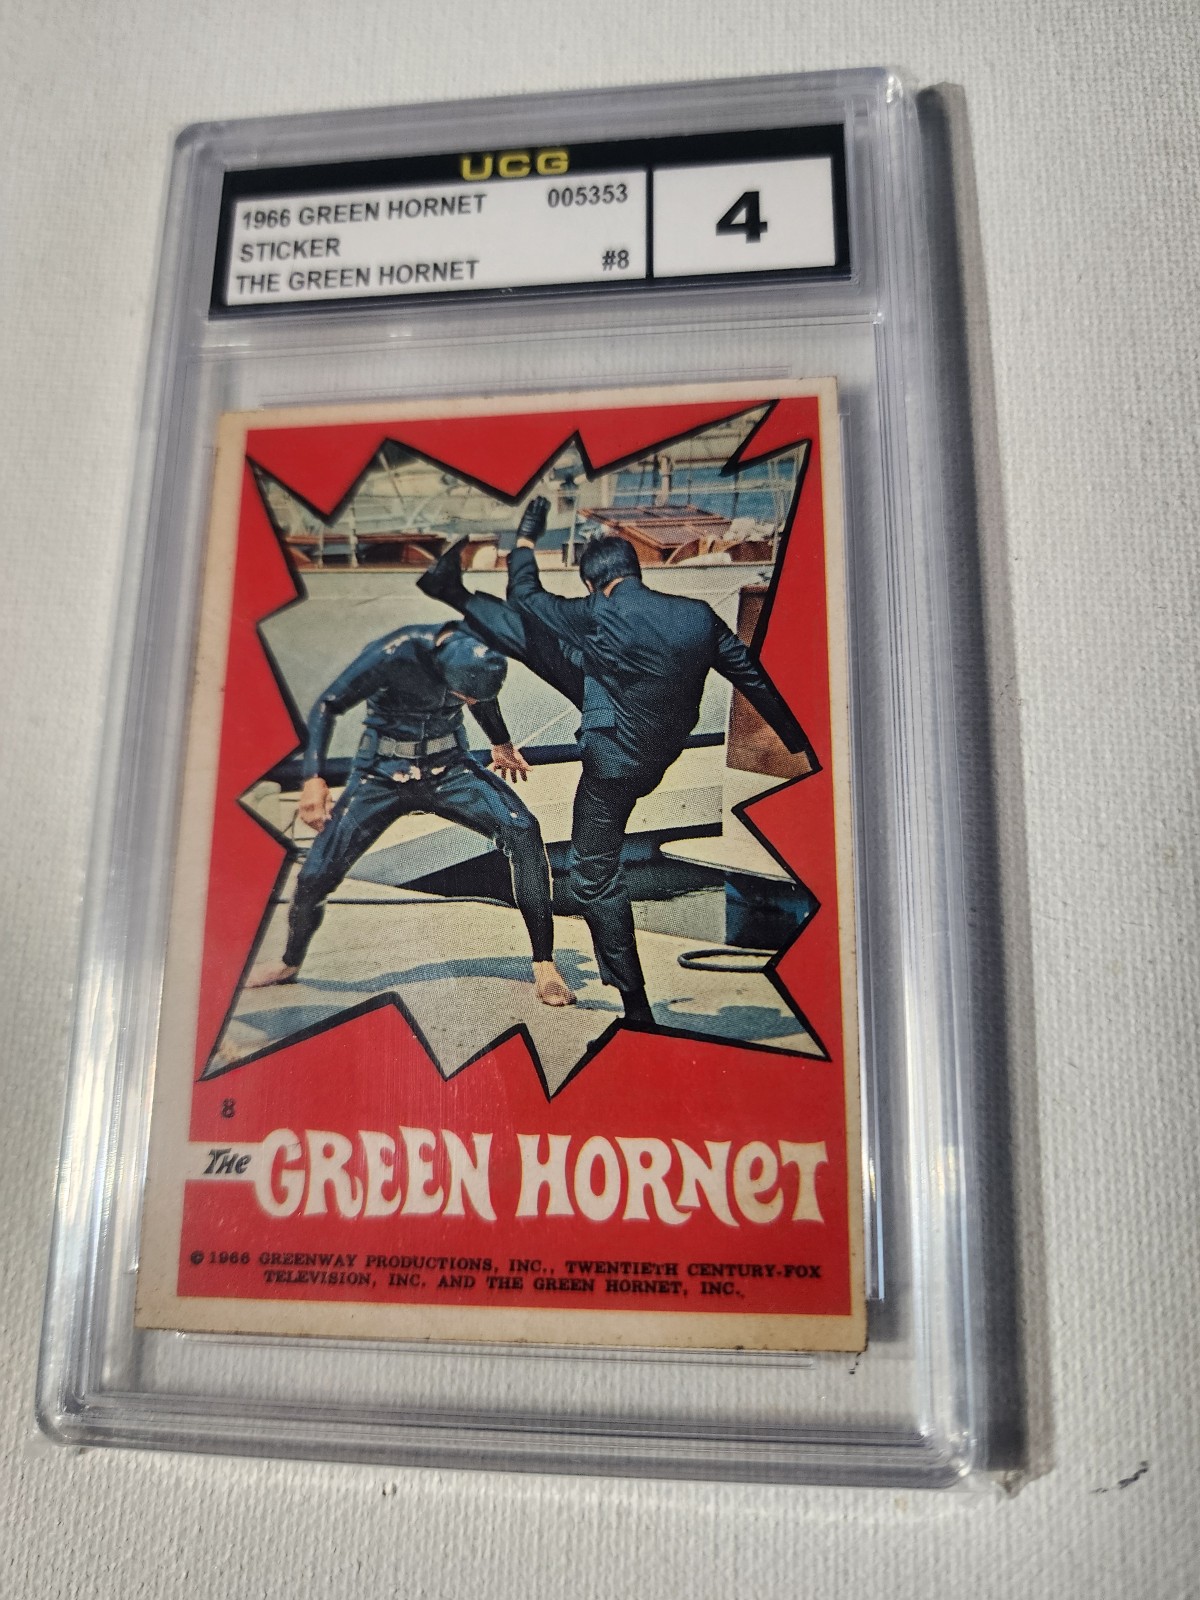 UCG
1966 GREEN HORNET 005353
STICKER
THE GREEN HORNET #8
4
8
THE GREEN HORNET
© 1966 GREENWAY PRODUCTIONS, INC., TWENTIETH CENTURY-FOX
TELEVISION, INC. AND THE GREEN HORNET, INC.